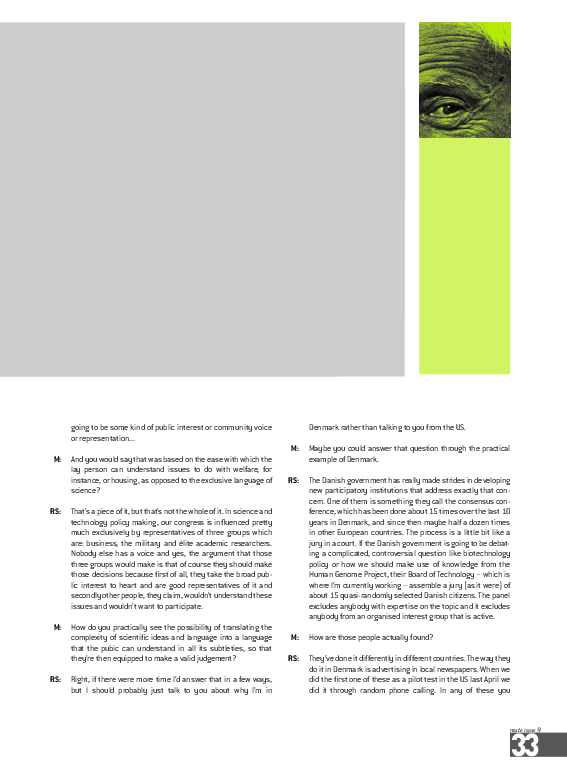 going to be some kind of public interest or community voice
or representation...
M: And you would say that was based on the ease with which the
lay person can understand issues to do with welfare, for
instance, or housing, as opposed to the exclusive language of
science?
RS: That's a piece of it, but that's not the whole of it. In science and
technology policy making, our congress is influenced pretty
much exclusively by representatives of three groups which
are; business, the military and élite academic researchers.
Nobody else has a voice and yes, the argument that those
three groups would make is that of course they should make
those decisions because first of all, they take the broad pub-
lic interest to heart and are good representatives of it and
secondly other people, they claim, wouldn't understand these
issues and wouldn't want to participate.
M: How do you practically see the possibility of translating the
complexity of scientific ideas and language into a language
that the pubic can understand in all its subtleties, so that
they're then equipped to make a valid judgement?
RS: Right, if there were more time I'd answer that in a few ways,
but I should probably just talk to you about why I'm in
Denmark rather than talking to you from the US.
M: Maybe you could answer that question through the practical
example of Denmark.
RS: The Danish government has really made strides in developing
new participatory institutions that address exactly that con-
cern. One of them is something they call the consensus con-
ference, which has been done about 15 times over the last 10
years in Denmark, and since then maybe half a dozen times
in other European countries. The process is a little bit like a
jury in a court. If the Danish government is going to be debat-
ing a complicated, controversial question like biotechnology
policy or how we should make use of knowledge from the
Human Genome Project, their Board of Technology – which is
where I'm currently working – assemble a jury [as it were] of
about 15 quasi-randomly selected Danish citizens. The panel
excludes anybody with expertise on the topic and it excludes
anybody from an organised interest group that is active.
M: How are those people actually found?
RS: They've done it differently in different countries. The way they
do it in Denmark is advertising in local newspapers. When we
did the first one of these as a pilot test in the US last April we
did it through random phone calling. In any of these you
mute issue 9
33